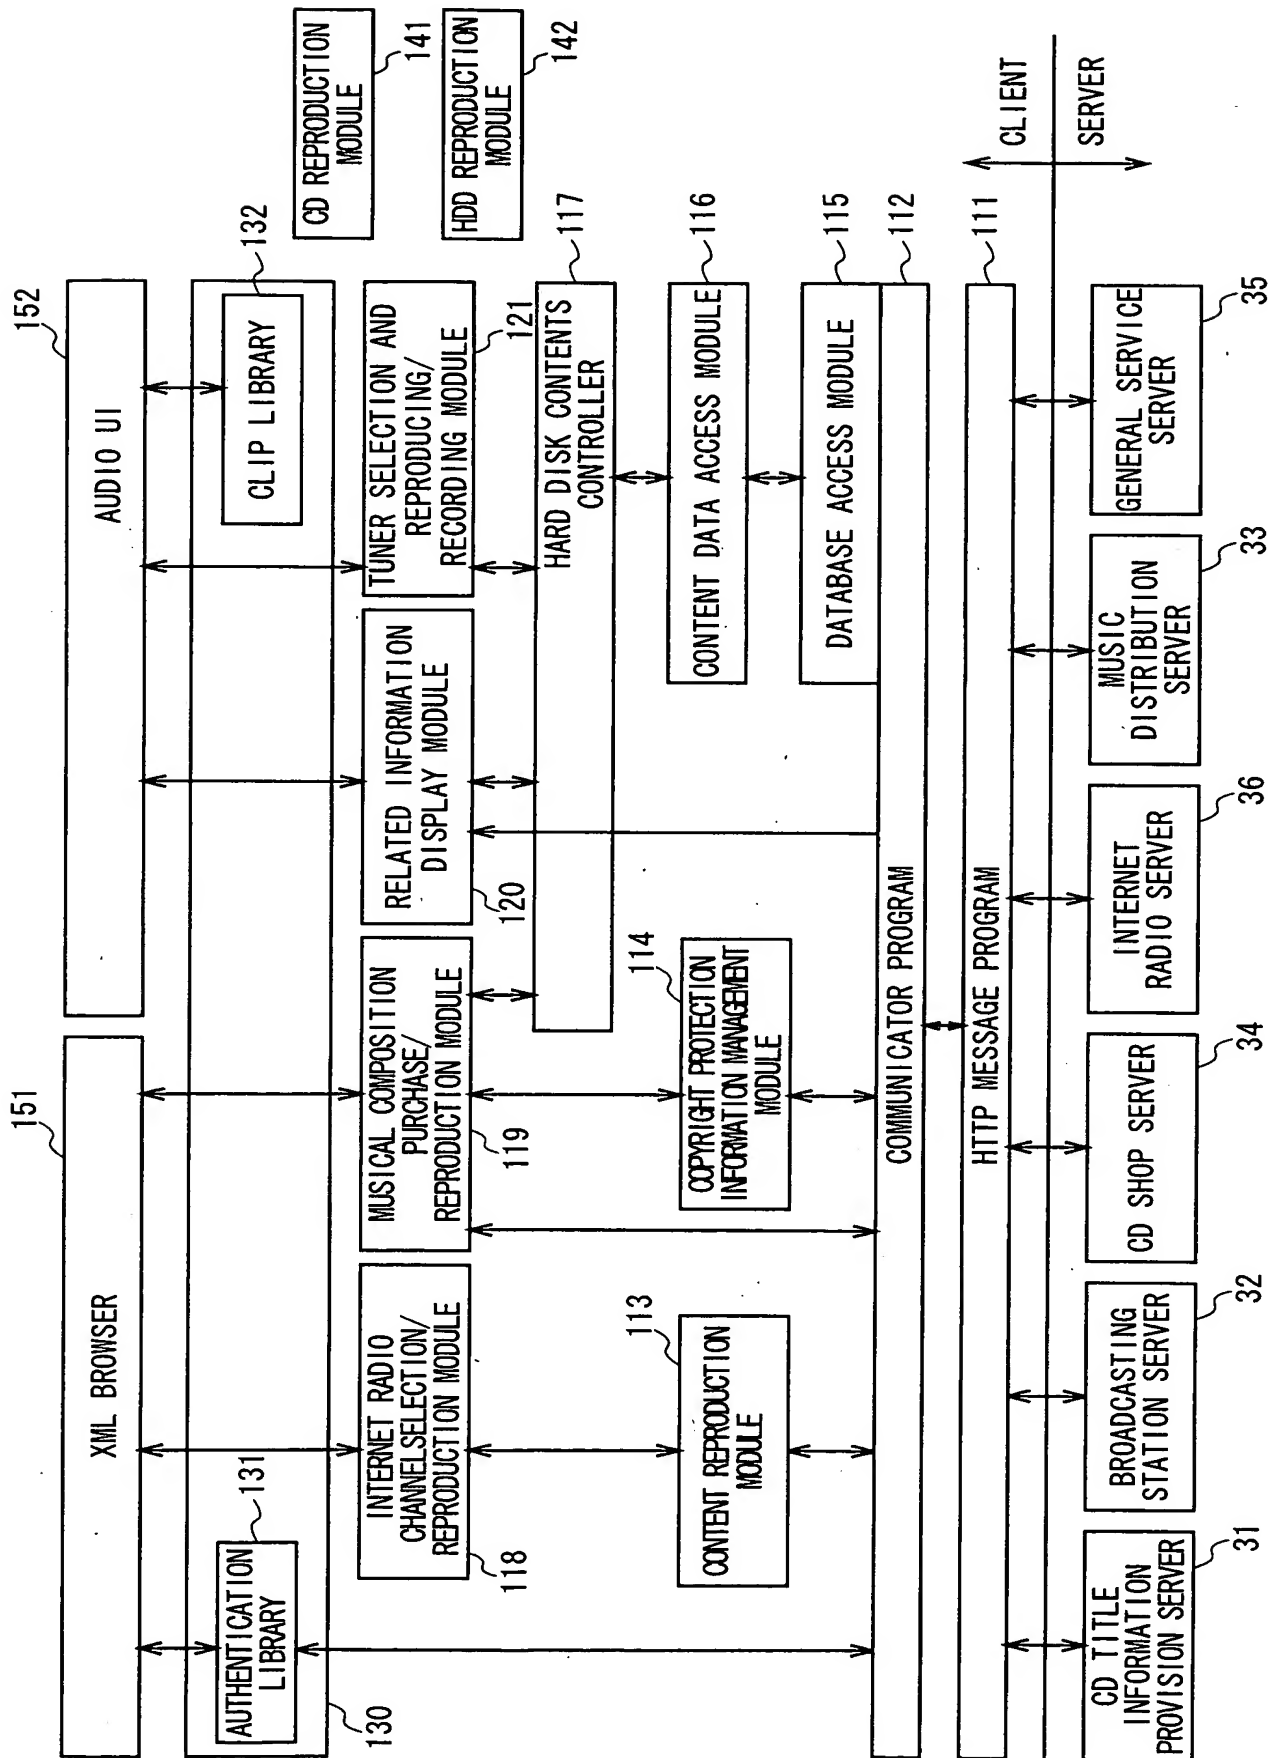 151
XML BROWSER
152
AUDIO UI
131
AUTHENTICATION
LIBRARY
130
132
CLIP LIBRARY
CD REPRODUCTION
MODULE
141
HDD REPRODUCTION
MODULE
142
INTERNET RADIO
CHANNELSELECTION/
REPRODUCTION MODULE
118
MUSICAL COMPOSITION
PURCHASE/
REPRODUCTION MODULE
119
RELATED INFORMATION
DISPLAY MODULE
120
TUNER SELECTION AND
REPRODUCING/
RECORDING MODULE
121
HARD DISK CONTENTS
CONTROLLER
117
113
CONTENT REPRODUCTION
MODULE
114
COPYRIGHT PROTECTION
INFORMATION MANAGEMENT
MODULE
CONTENT DATA ACCESS MODULE
116
DATABASE ACCESS MODULE
115
COMMUNICATOR PROGRAM
112
HTTP MESSAGE PROGRAM
111
CLIENT
SERVER
CD TITLE
INFORMATION
PROVISION SERVER
31
BROADCASTING
STATION SERVER
32
CD SHOP SERVER
34
INTERNET
RADIO SERVER
36
MUSIC
DISTRIBUTION
SERVER
33
GENERAL SERVICE
SERVER
35